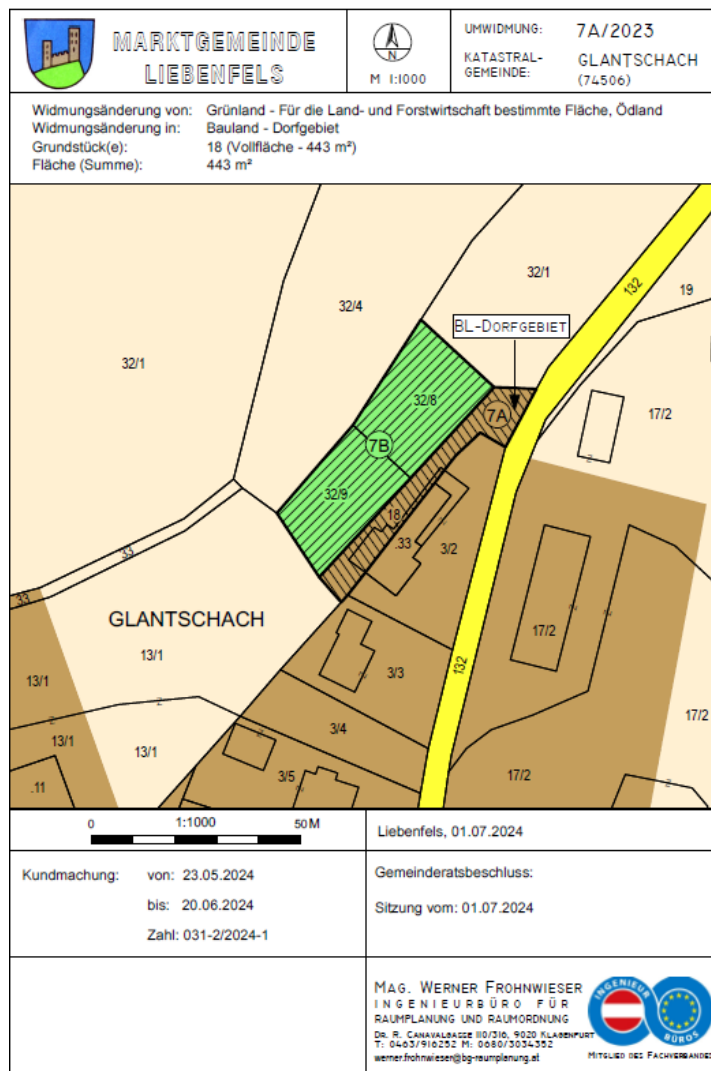 MARKTGEMEINDE
LIEBENFELS
N
M 1:1000
UMWIDMUNG: 7A/2023
KATASTRAL-
GEMEINDE: GLANTSCHACH
(74506)
Widmungsänderung von: Grünland - Für die Land- und Forstwirtschaft bestimmte Fläche, Ödland
Widmungsänderung in: Bauland - Dorfgebiet
Grundstück(e): 18 (Vollfläche - 443 m²)
Fläche (Summe): 443 m²
32/1
132
19
32/4
BL-DORFGEBIET
32/1
32/8
7A
17/2
7B
z
32/9
18
z
.33
3/2
33
33
z
z
17/2
GLANTSCHACH
13/1
132
13/1
3/3
z
17/2
z
z
3/4
13/1
13/1
z
3/5
z
17/2
z
.11
0 1:1000 50 M
Liebenfels, 01.07.2024
Kundmachung: von: 23.05.2024
bis: 20.06.2024
Zahl: 031-2/2024-1
Gemeinderatsbeschluss:
Sitzung vom: 01.07.2024
MAG. WERNER FROHNWIESER
INGENIEURBÜRO FÜR
RAUMPLANUNG UND RAUMORDNUNG
DR. R. CANAVALGASSE 110/316, 9020 KLAGENFURT
T: 0463/916252 M: 0680/3034352
werner.frohnwieser@bg-raumplanung.at
INGENIEUR
BÜROS
MITGLIED DES FACHVERBANDES